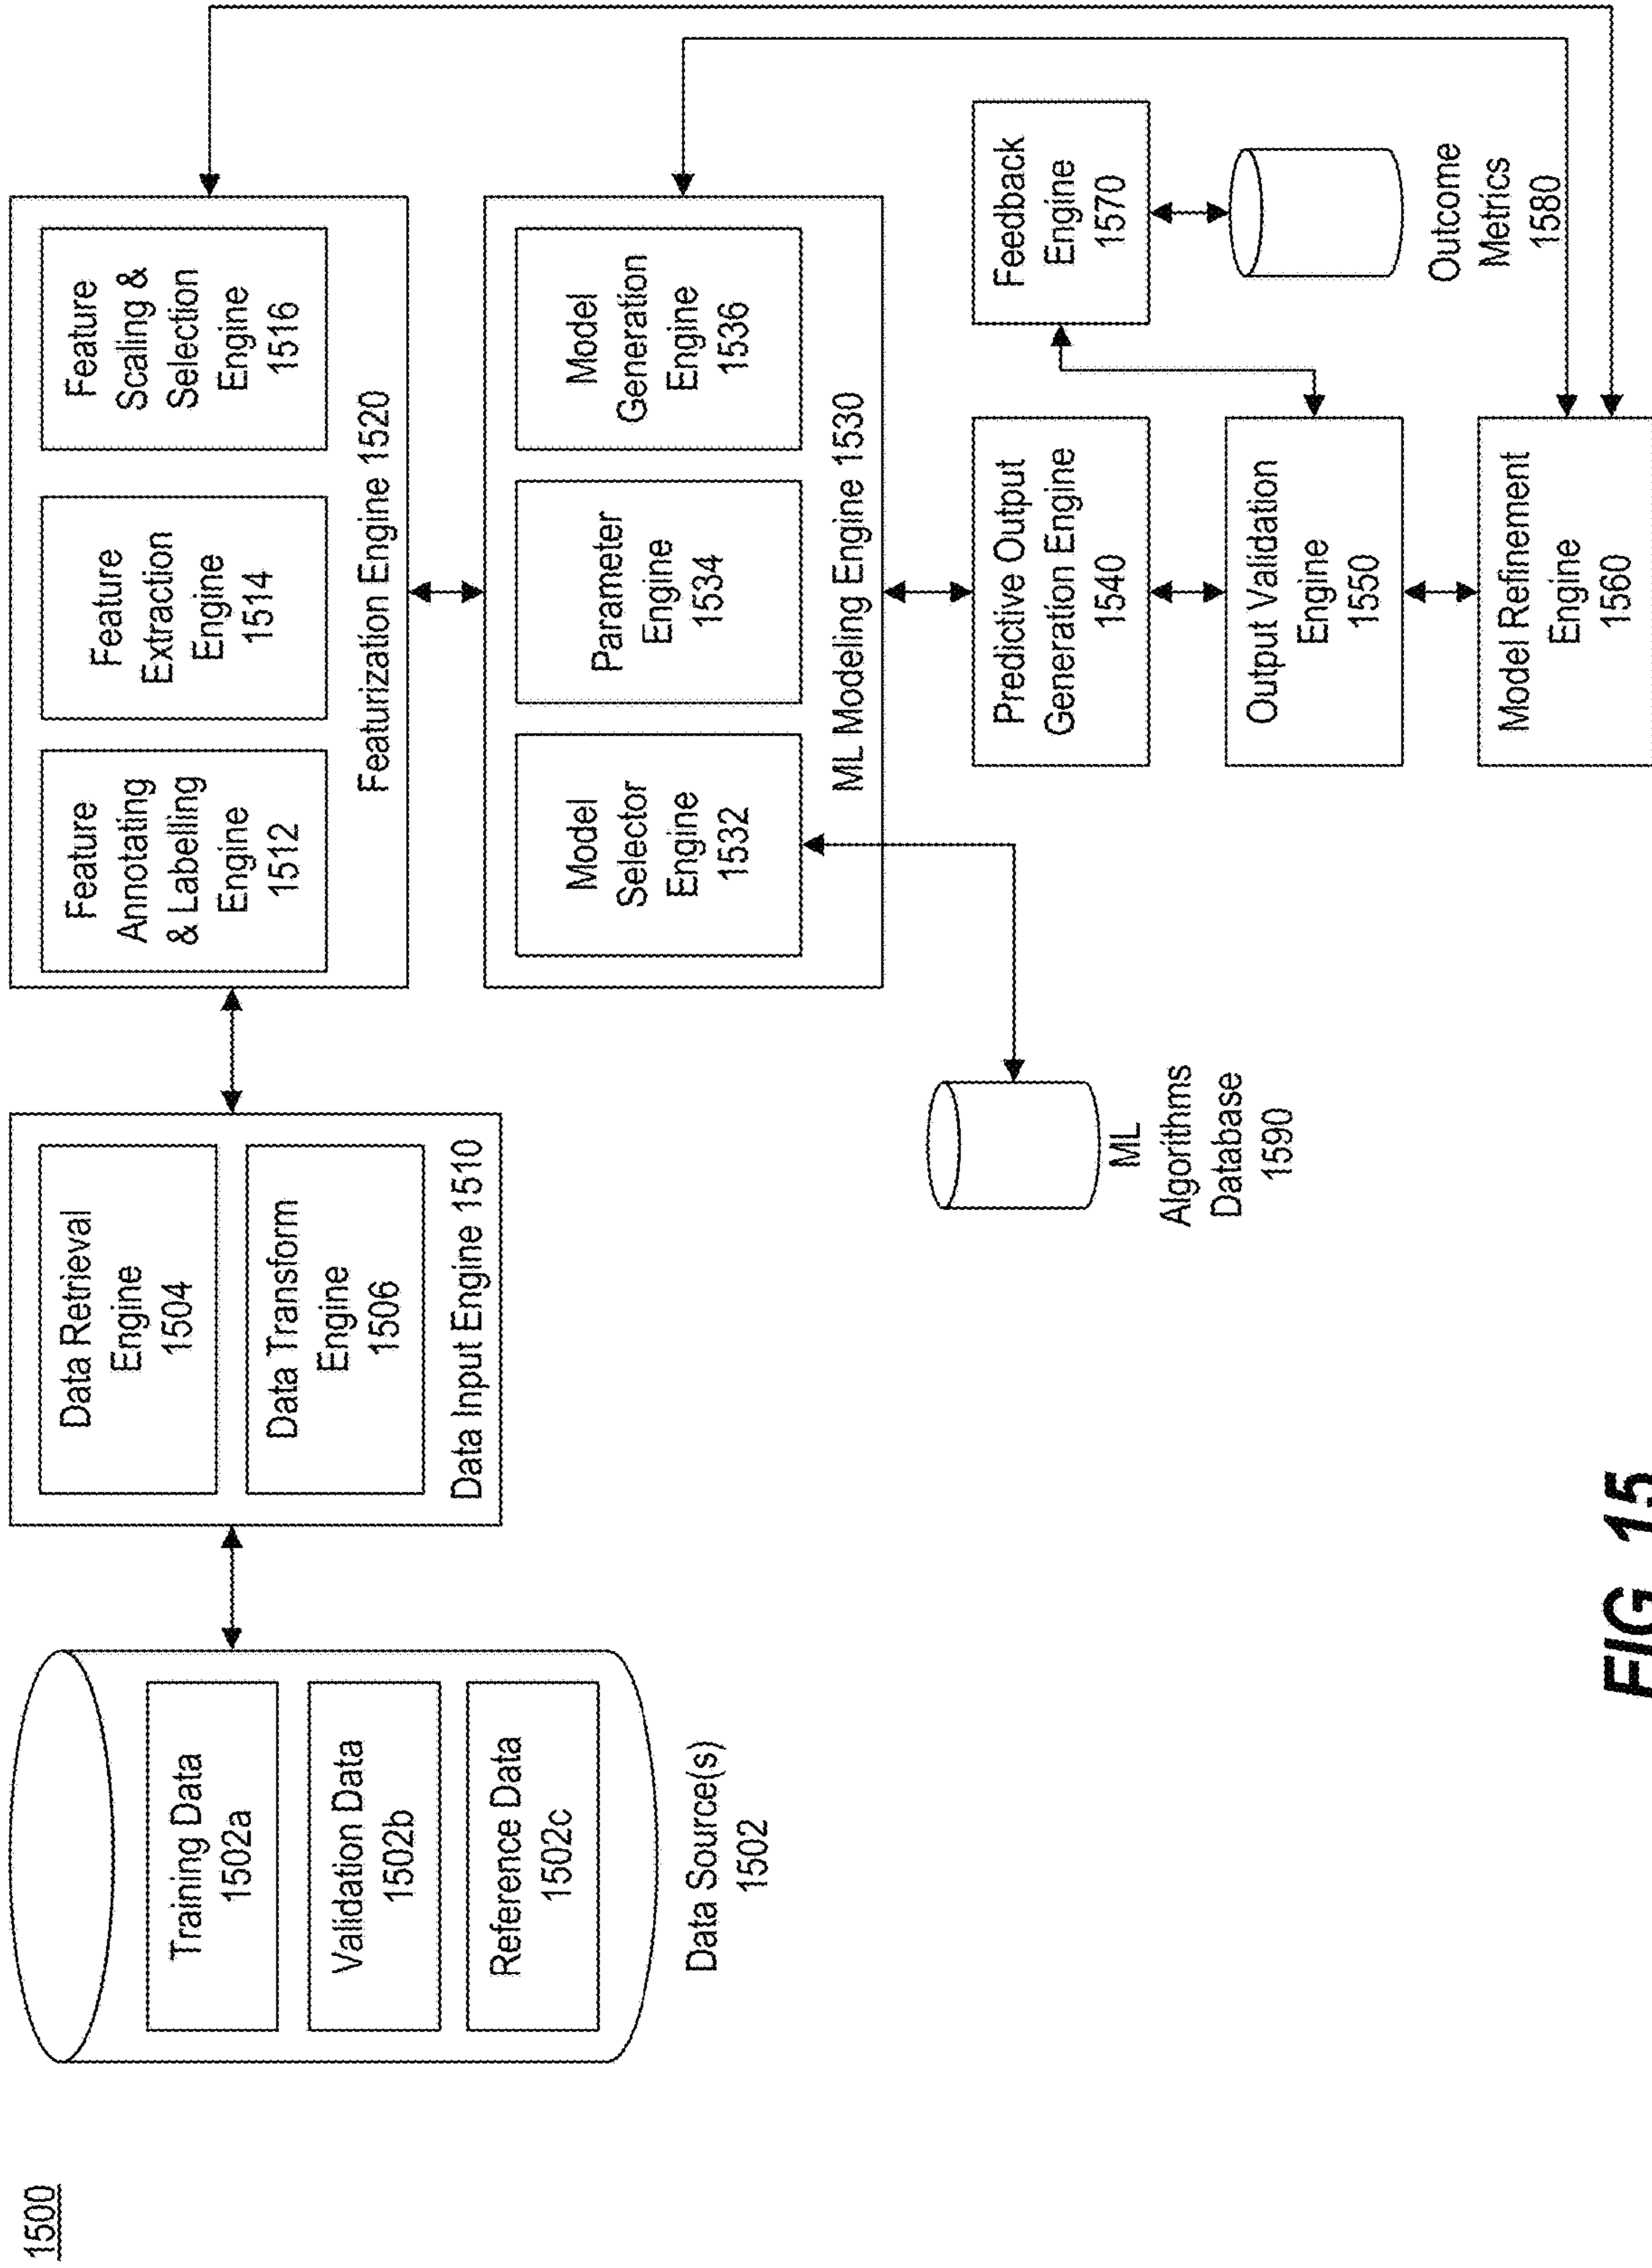 1500
Training Data
1502a
Validation Data
1502b
Reference Data
1502c
Data Source(s)
1502
Data Retrieval
Engine
1504
Data Transform
Engine
1506
Data Input Engine 1510
Feature
Annotating
& Labelling
Engine
1512
Feature
Extraction
Engine
1514
Feature
Scaling &
Selection
Engine
1516
Featurization Engine 1520
Model
Selector
Engine
1532
Parameter
Engine
1534
Model
Generation
Engine
1536
ML Modeling Engine 1530
ML
Algorithms
Database
1590
Predictive Output
Generation Engine
1540
Feedback
Engine
1570
Output Validation
Engine
1550
Outcome
Metrics
1580
Model Refinement
Engine
1560
FIG. 15